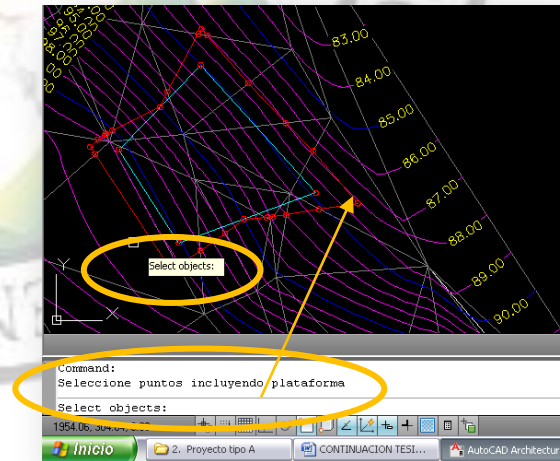 83.00
84.00
85.00
86.00
87.00
88.00
89.00
90.00
Select objects:
Y
X
Command:
Seleccione puntos incluyendo plataforma
Select objects:
Inicio
2. Proyecto tipo A
CONTINUACION TESI...
AutoCAD Architectur